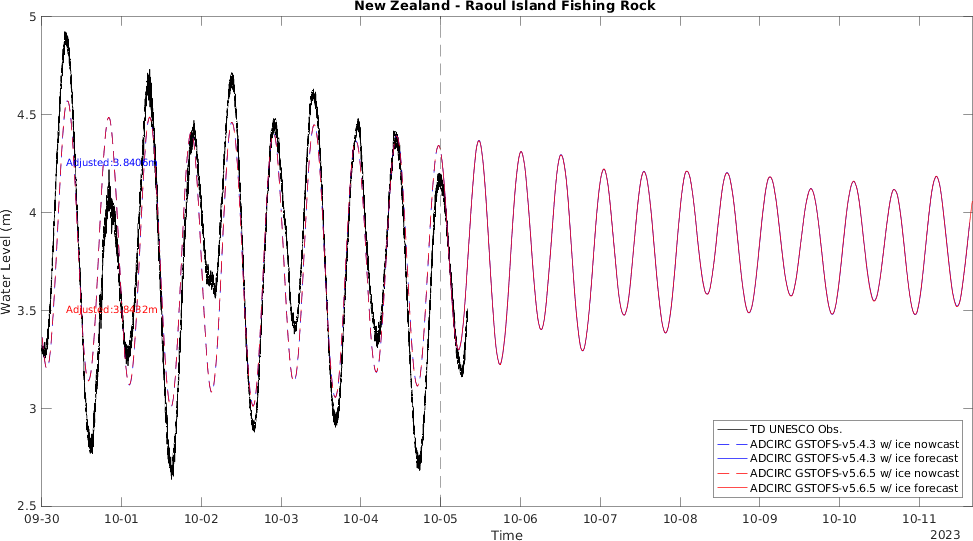 New Zealand - Raoul Island Fishing Rock
5
4.5
4
3.5
3
2.5
Water Level (m)
Adjusted:3.8406m
Adjusted:3.8432m
TD UNESCO Obs.
ADCIRC GSTOFS-v5.4.3 w/ ice nowcast
ADCIRC GSTOFS-v5.4.3 w/ ice forecast
ADCIRC GSTOFS-v5.6.5 w/ ice nowcast
ADCIRC GSTOFS-v5.6.5 w/ ice forecast
09-30 10-01 10-02 10-03 10-04 10-05 10-06 10-07 10-08 10-09 10-10 10-11
Time
2023